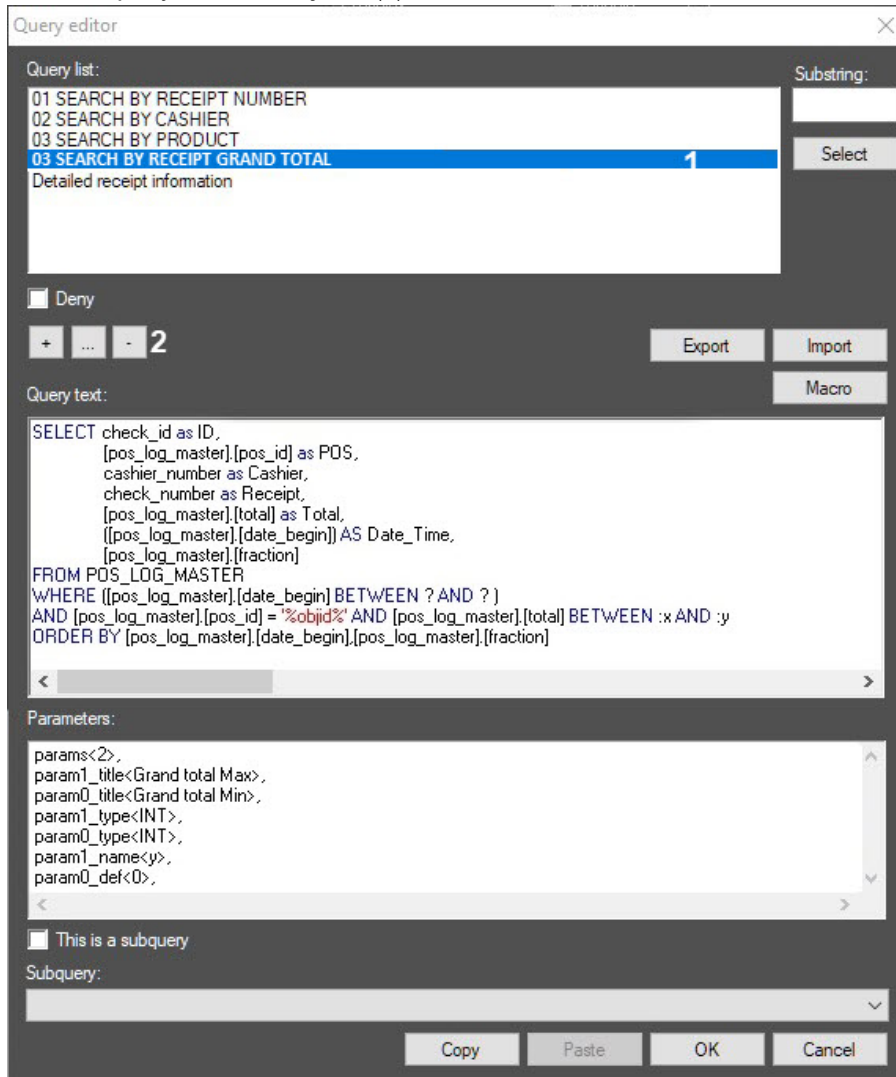 Query editor
Query list:
Substring:
01 SEARCH BY RECEIPT NUMBER
02 SEARCH BY CASHIER
03 SEARCH BY PRODUCT
03 SEARCH BY RECEIPT GRAND TOTAL 1
Select
Detailed receipt information
Deny
+ ... - 2
Export
Import
Macro
Query text:
SELECT check_id as ID,
[pos_log_master].[pos_id] as POS,
cashier_number as Cashier,
check_number as Receipt,
[pos_log_master].[total] as Total,
([pos_log_master].[date_begin]) AS Date_Time,
[pos_log_master].[fraction]
FROM POS_LOG_MASTER
WHERE ([pos_log_master].[date_begin] BETWEEN ? AND ? )
AND [pos_log_master].[pos_id] = '%objid%' AND [pos_log_master].[total] BETWEEN :x AND :y
ORDER BY [pos_log_master].[date_begin],[pos_log_master].[fraction]
Parameters:
params<2>,
param1_title<Grand total Max>,
param0_title<Grand total Min>,
param1_type<INT>,
param0_type<INT>,
param1_name<y>,
param0_def<0>,
This is a subquery
Subquery:
Copy
Paste
OK
Cancel